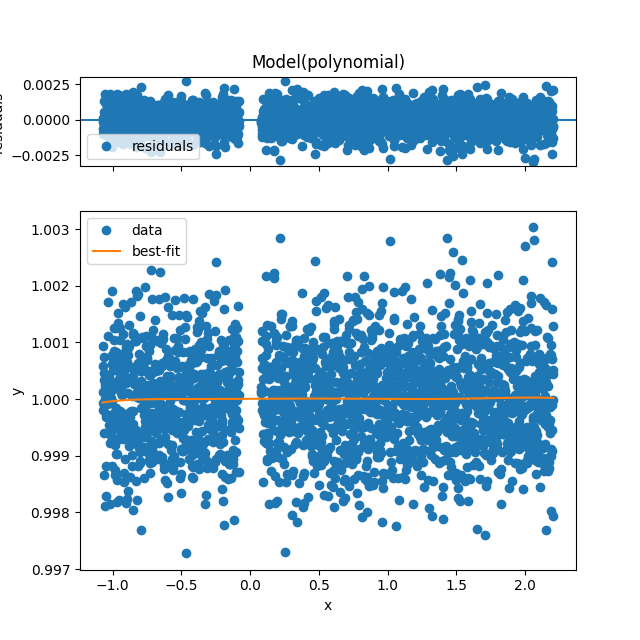 Model(polynomial)
0.0025
0.0000
−0.0025
residuals
residuals
1.003
1.002
1.001
1.000
0.999
0.998
0.997
y
data
best-fit
−1.0 −0.5 0.0 0.5 1.0 1.5 2.0
x